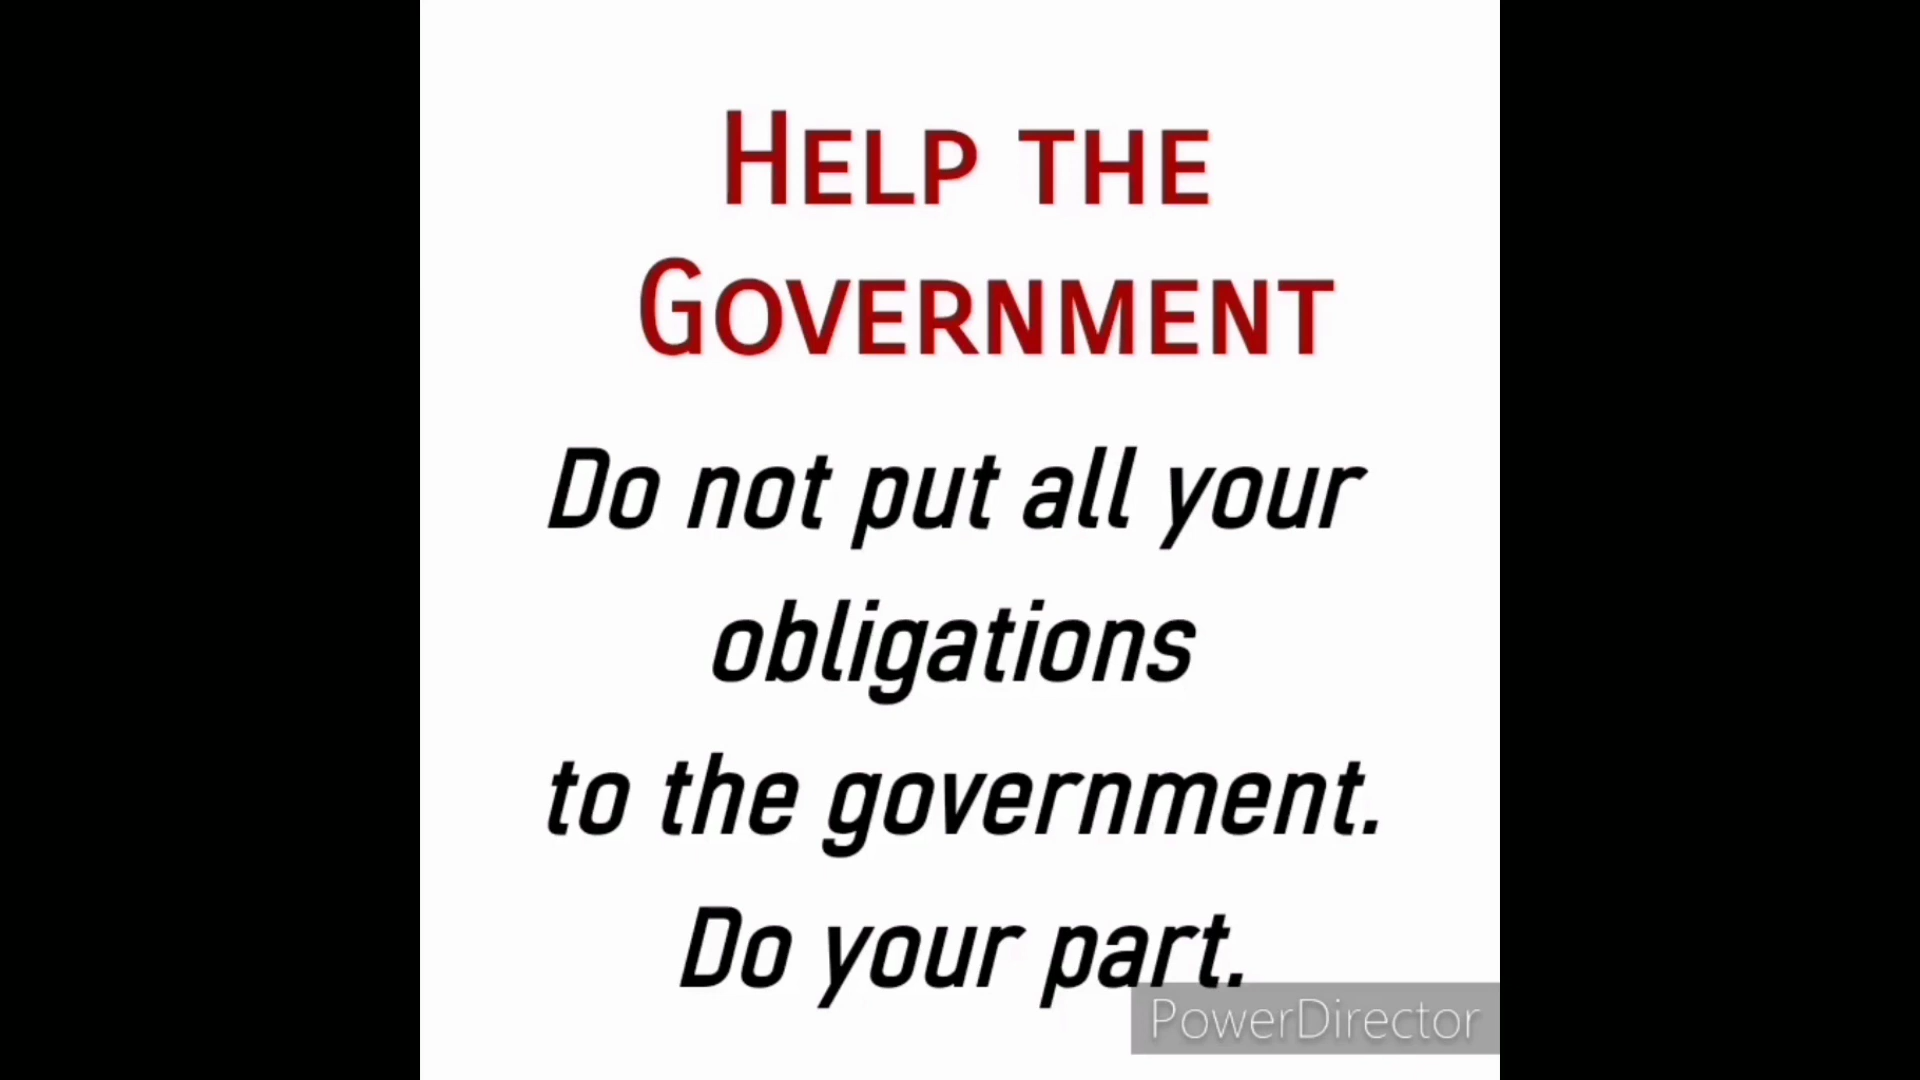 Help the
Government
Do not put all your
obligations
to the government.
Do your part.
PowerDirector